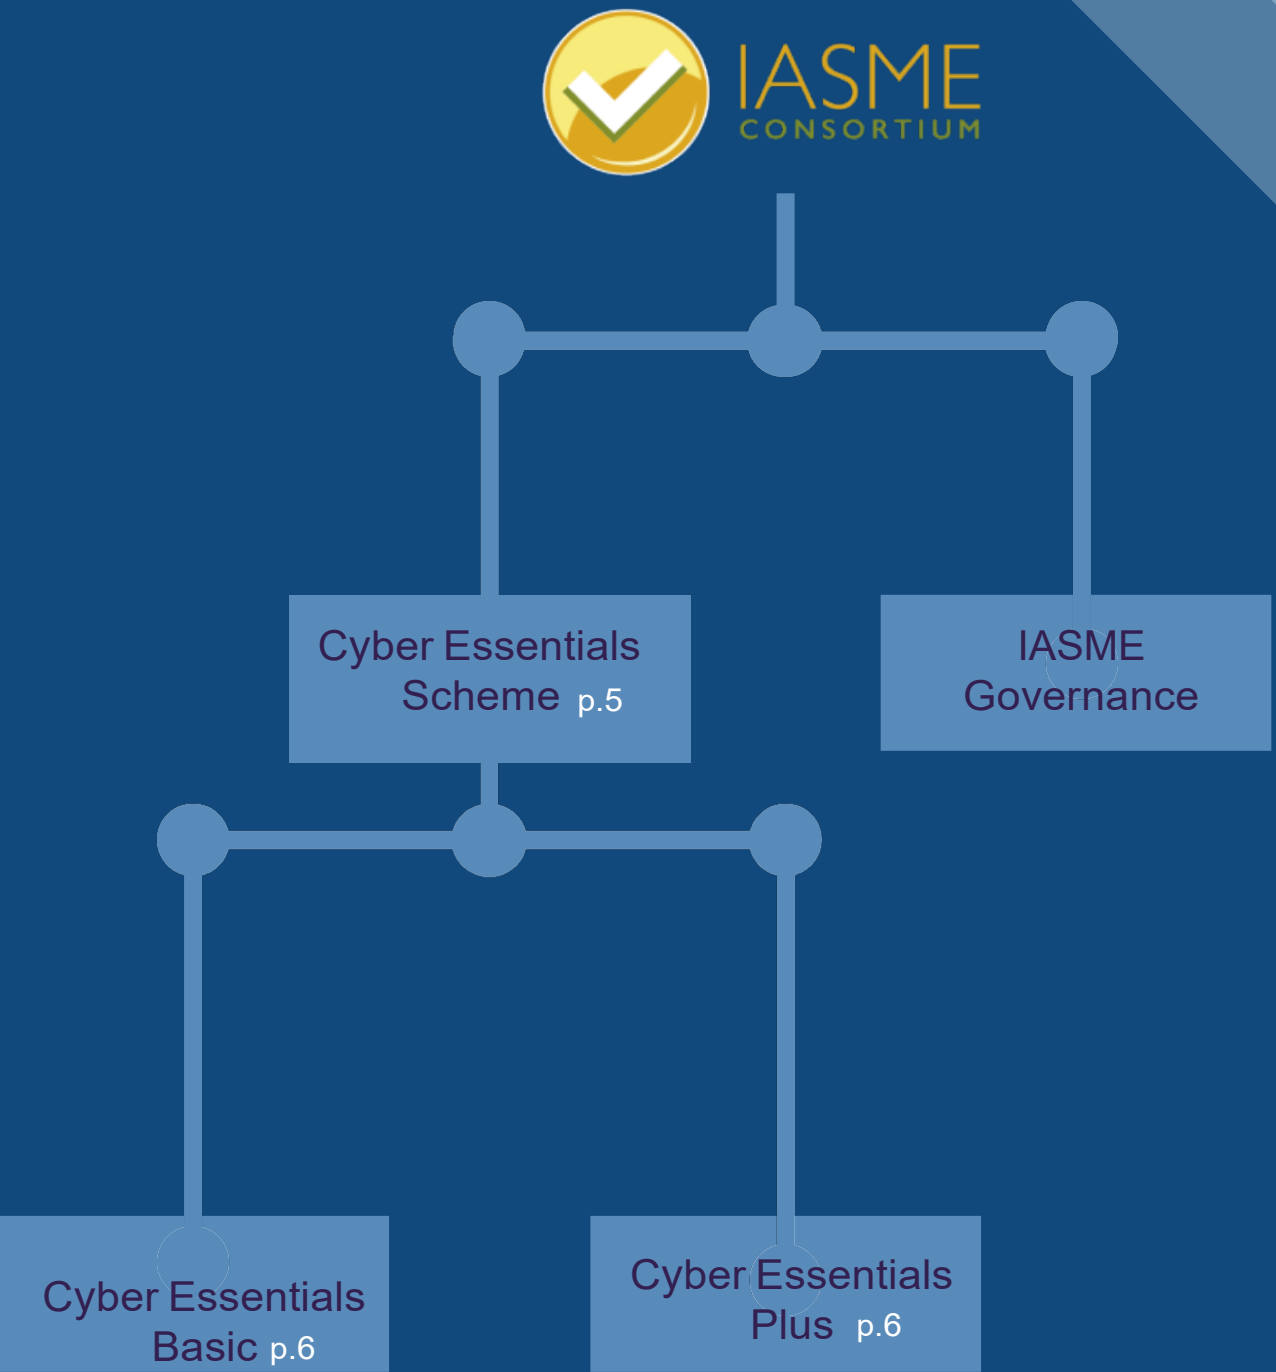 IASME
CONSORTIUM
Cyber Essentials
Scheme p.5
IASME
Governance
Cyber Essentials
Basic p.6
Cyber Essentials
Plus p.6